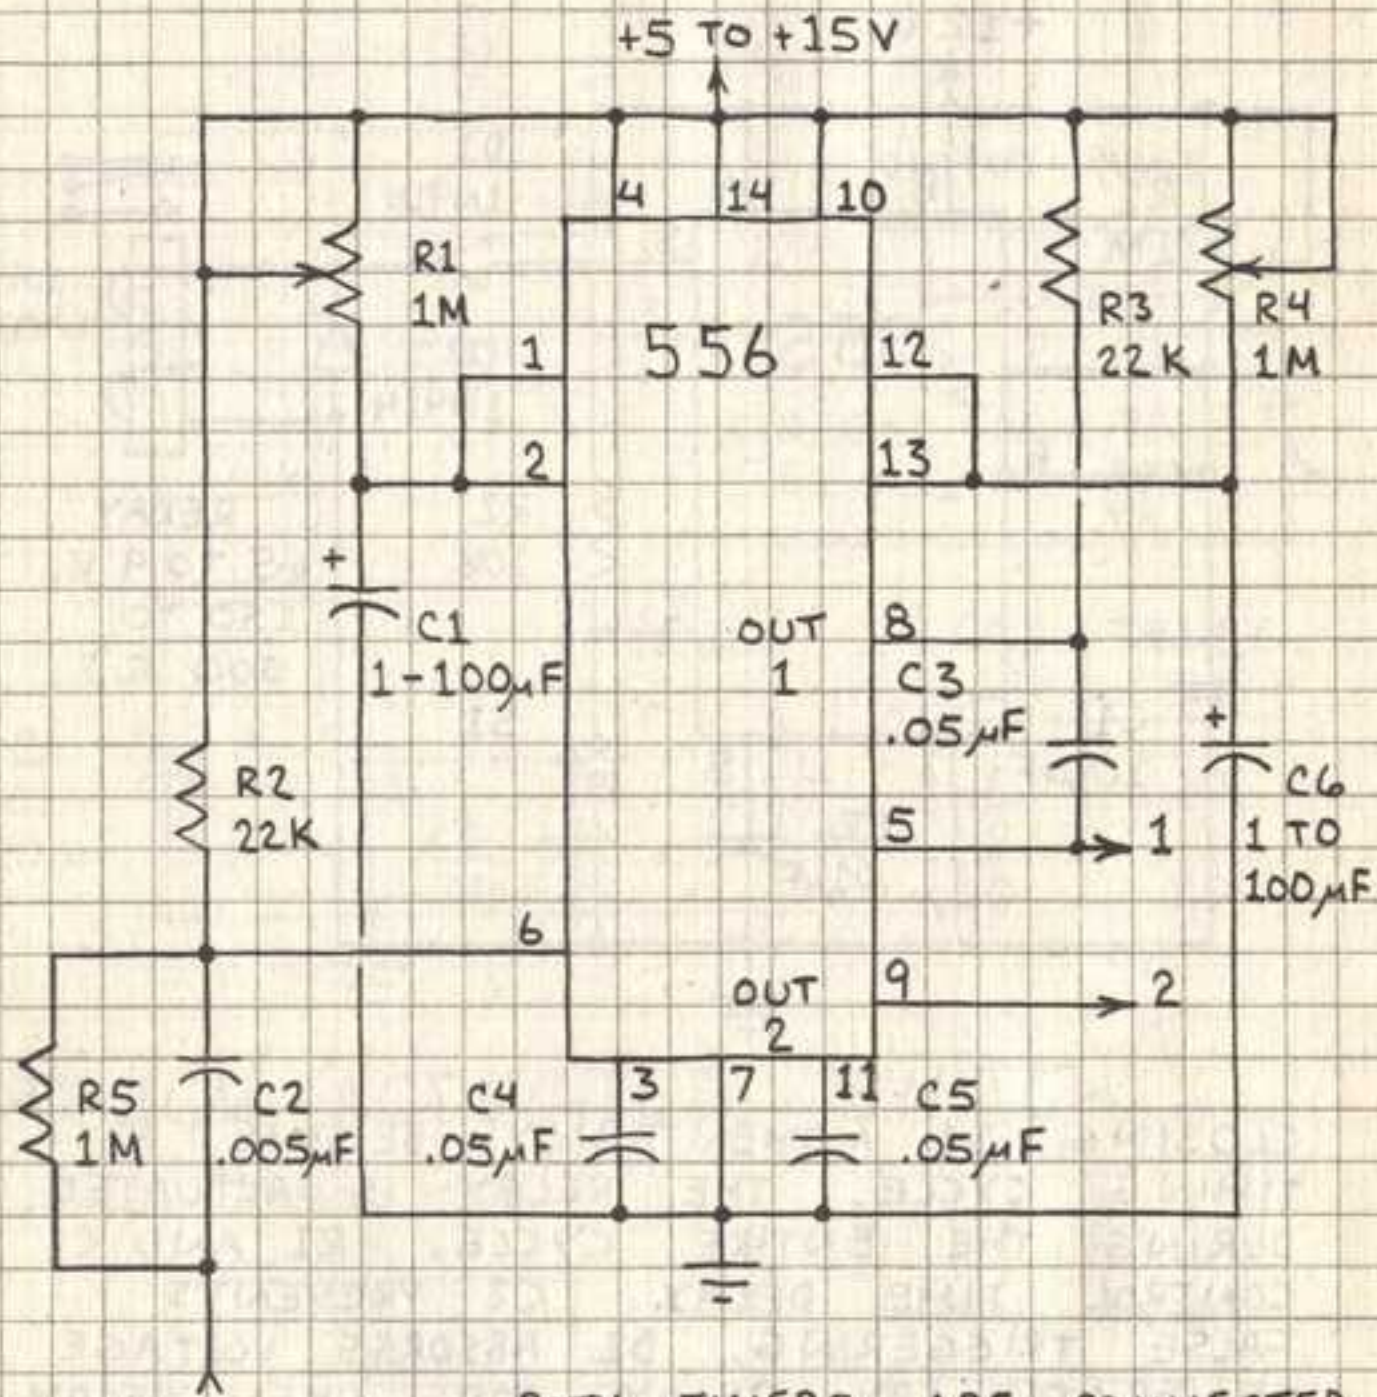 +5 TO +15V
4 14 10
R1
1M
R3
22K
R4
1M
556
1
12
2
13
+
C1
1-100µF
OUT
1
8
C3
.05µF
+
C6
1 TO
100µF
R2
22K
5
1
6
OUT
2
9
2
3 7 11
R5
1M
C2
.005µF
C4
.05µF
C5
.05µF